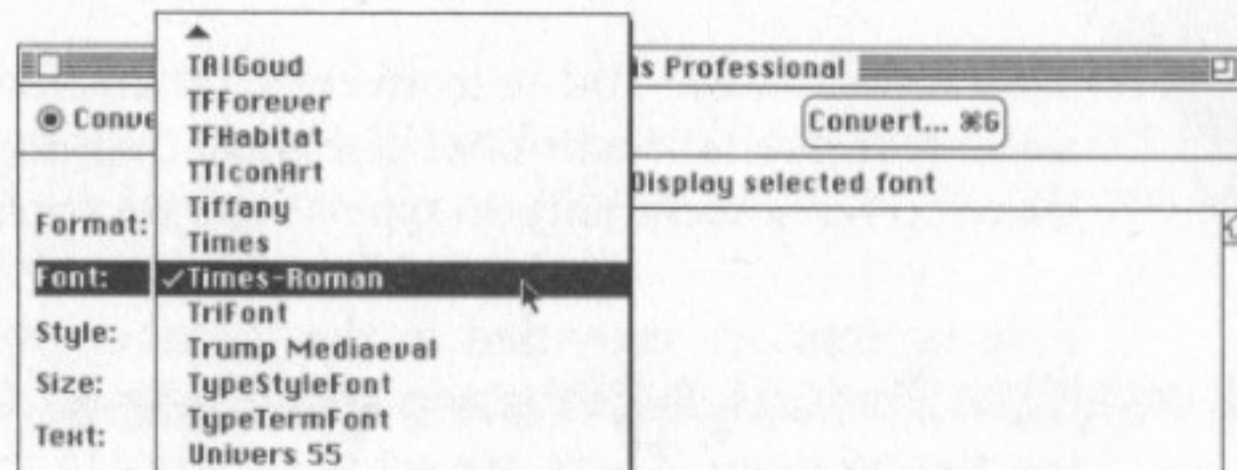 is Professional
Conve
Convert... ⌘G
Display selected font
Format:
Font:
Style:
Size:
Text:
TAIGoud
TFForever
TFHabitat
TTIconArt
Tiffany
Times
✓Times-Roman
TriFont
Trump Mediaeval
TypeStyleFont
TypeTermFont
Univers 55